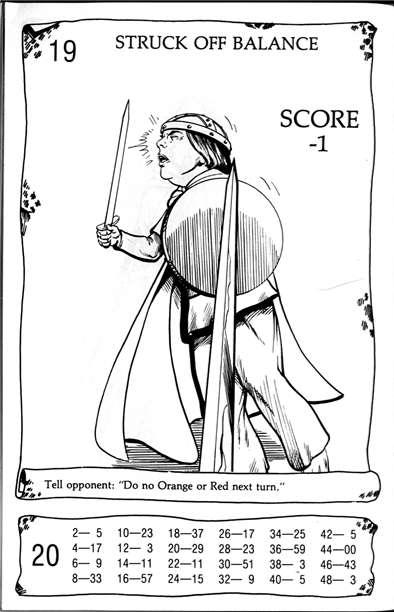 19
STRUCK OFF BALANCE
SCORE
-1
Tell opponent: "Do no Orange or Red next turn."
20
2— 5 10—23 18—37 26—17 34—25 42— 5
4—17 12— 3 20—29 28—23 36—59 44—00
6— 9 14—11 22—11 30—51 38— 3 46—43
8—33 16—57 24—15 32— 9 40— 5 48— 3